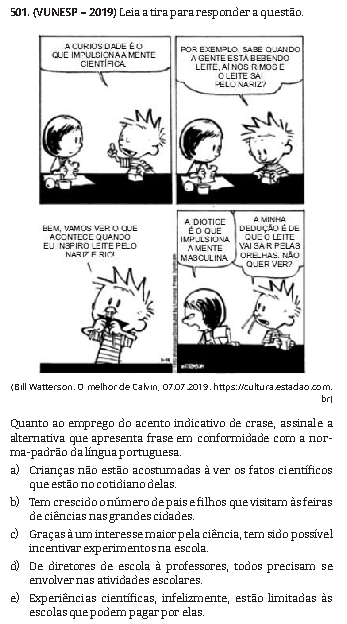 501. (VUNESP – 2019) Leia a tira para responder a questão.
A CURIOSIDADE É O
QUE IMPULSIONA A MENTE
CIENTÍFICA.
POR EXEMPLO, SABE QUANDO
A GENTE ESTÁ BEBENDO
LEITE, AÍ NÓS RIMOS E
O LEITE SAI
PELO NARIZ?
BEM, VAMOS VER O QUE
ACONTECE QUANDO
EU INSPIRO LEITE PELO
NARIZ E RIO!
A IDIOTICE
É O QUE
IMPULSIONA
A MENTE
MASCULINA.
A MINHA
DEDUÇÃO É DE
QUE O LEITE
VAI SAIR PELAS
ORELHAS. NÃO
QUER VER?
(Bill Watterson. O melhor de Calvin, 07.07.2019. https://cultura.estadao.com.
br)
Quanto ao emprego do acento indicativo de crase, assinale a
alternativa que apresenta frase em conformidade com a nor-
ma-padrão da língua portuguesa.
a) Crianças não estão acostumadas à ver os fatos científicos
que estão no cotidiano delas.
b) Tem crescido o número de pais e filhos que visitam às feiras
de ciências nas grandes cidades.
c) Graças à um interesse maior pela ciência, tem sido possível
incentivar experimentos na escola.
d) De diretores de escola à professores, todos precisam se
envolver nas atividades escolares.
e) Experiências científicas, infelizmente, estão limitadas às
escolas que podem pagar por elas.